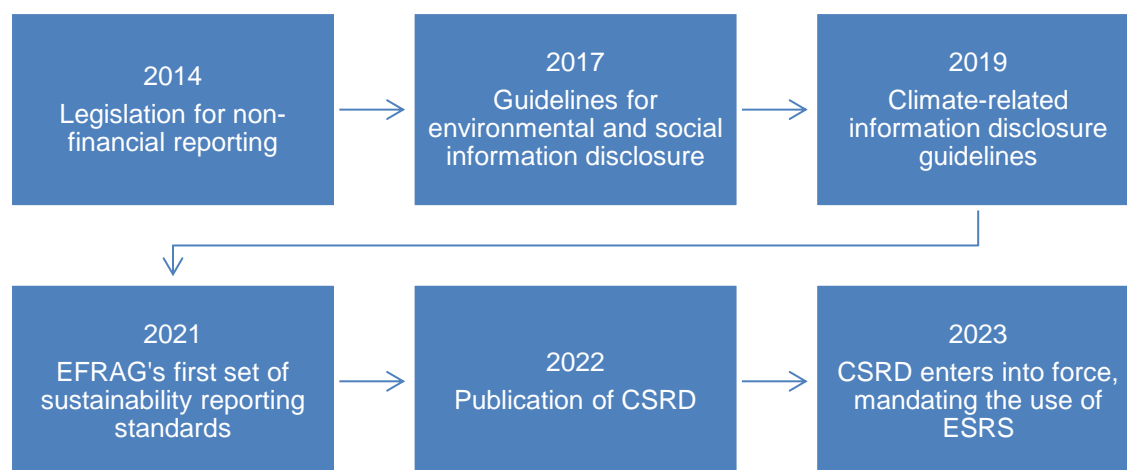 2014
Legislation for non-
financial reporting
2017
Guidelines for
environmental and social
information disclosure
2019
Climate-related
information disclosure
guidelines
2021
EFRAG's first set of
sustainability reporting
standards
2022
Publication of CSRD
2023
CSRD enters into force,
mandating the use of
ESRS